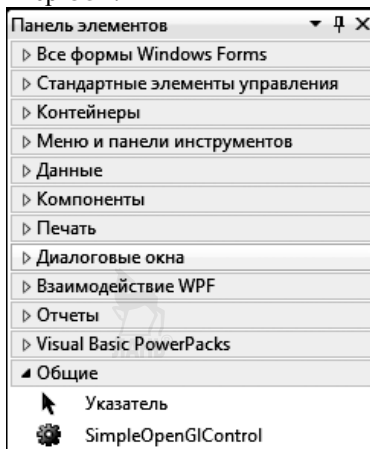 Панель элементов
Все формы Windows Forms
Стандартные элементы управления
Контейнеры
Меню и панели инструментов
Данные
Компоненты
Печать
Диалоговые окна
Взаимодействие WPF
Отчеты
Visual Basic PowerPacks
Общие
Указатель
SimpleOpenGlControl